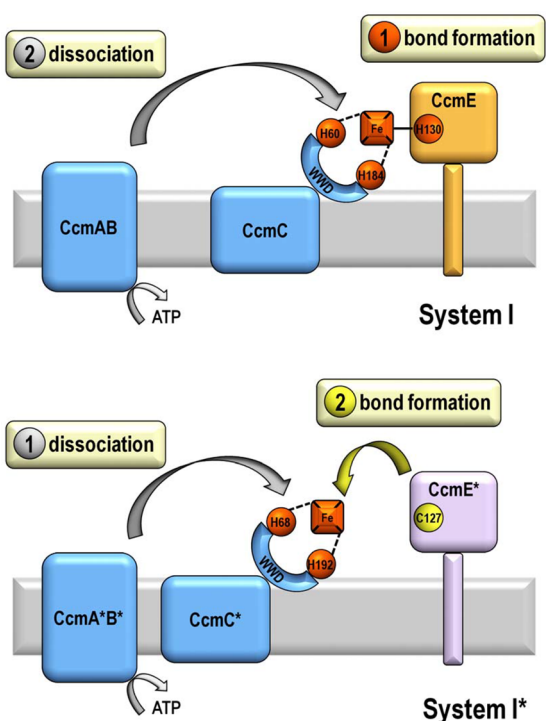 2 dissociation
1 bond formation
CcmE
H60
Fe
H130
H184
WWD
CcmAB
CcmC
ATP
System I
2 bond formation
1 dissociation
CcmE*
H68
Fe
C127
H192
WWD
CcmA*B*
CcmC*
ATP
System I*